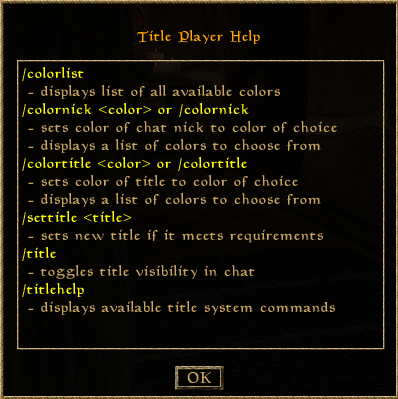 Title Player Help
/colorlist
- displays list of all available colors
/colornick <color> or /colornick
- sets color of chat nick to color of choice
- displays a list of colors to choose from
/colortitle <color> or /colortitle
- sets color of title to color of choice
- displays a list of colors to choose from
/settitle <title>
- sets new title if it meets requirements
/title
- toggles title visibility in chat
/titlehelp
- displays available title system commands
OK